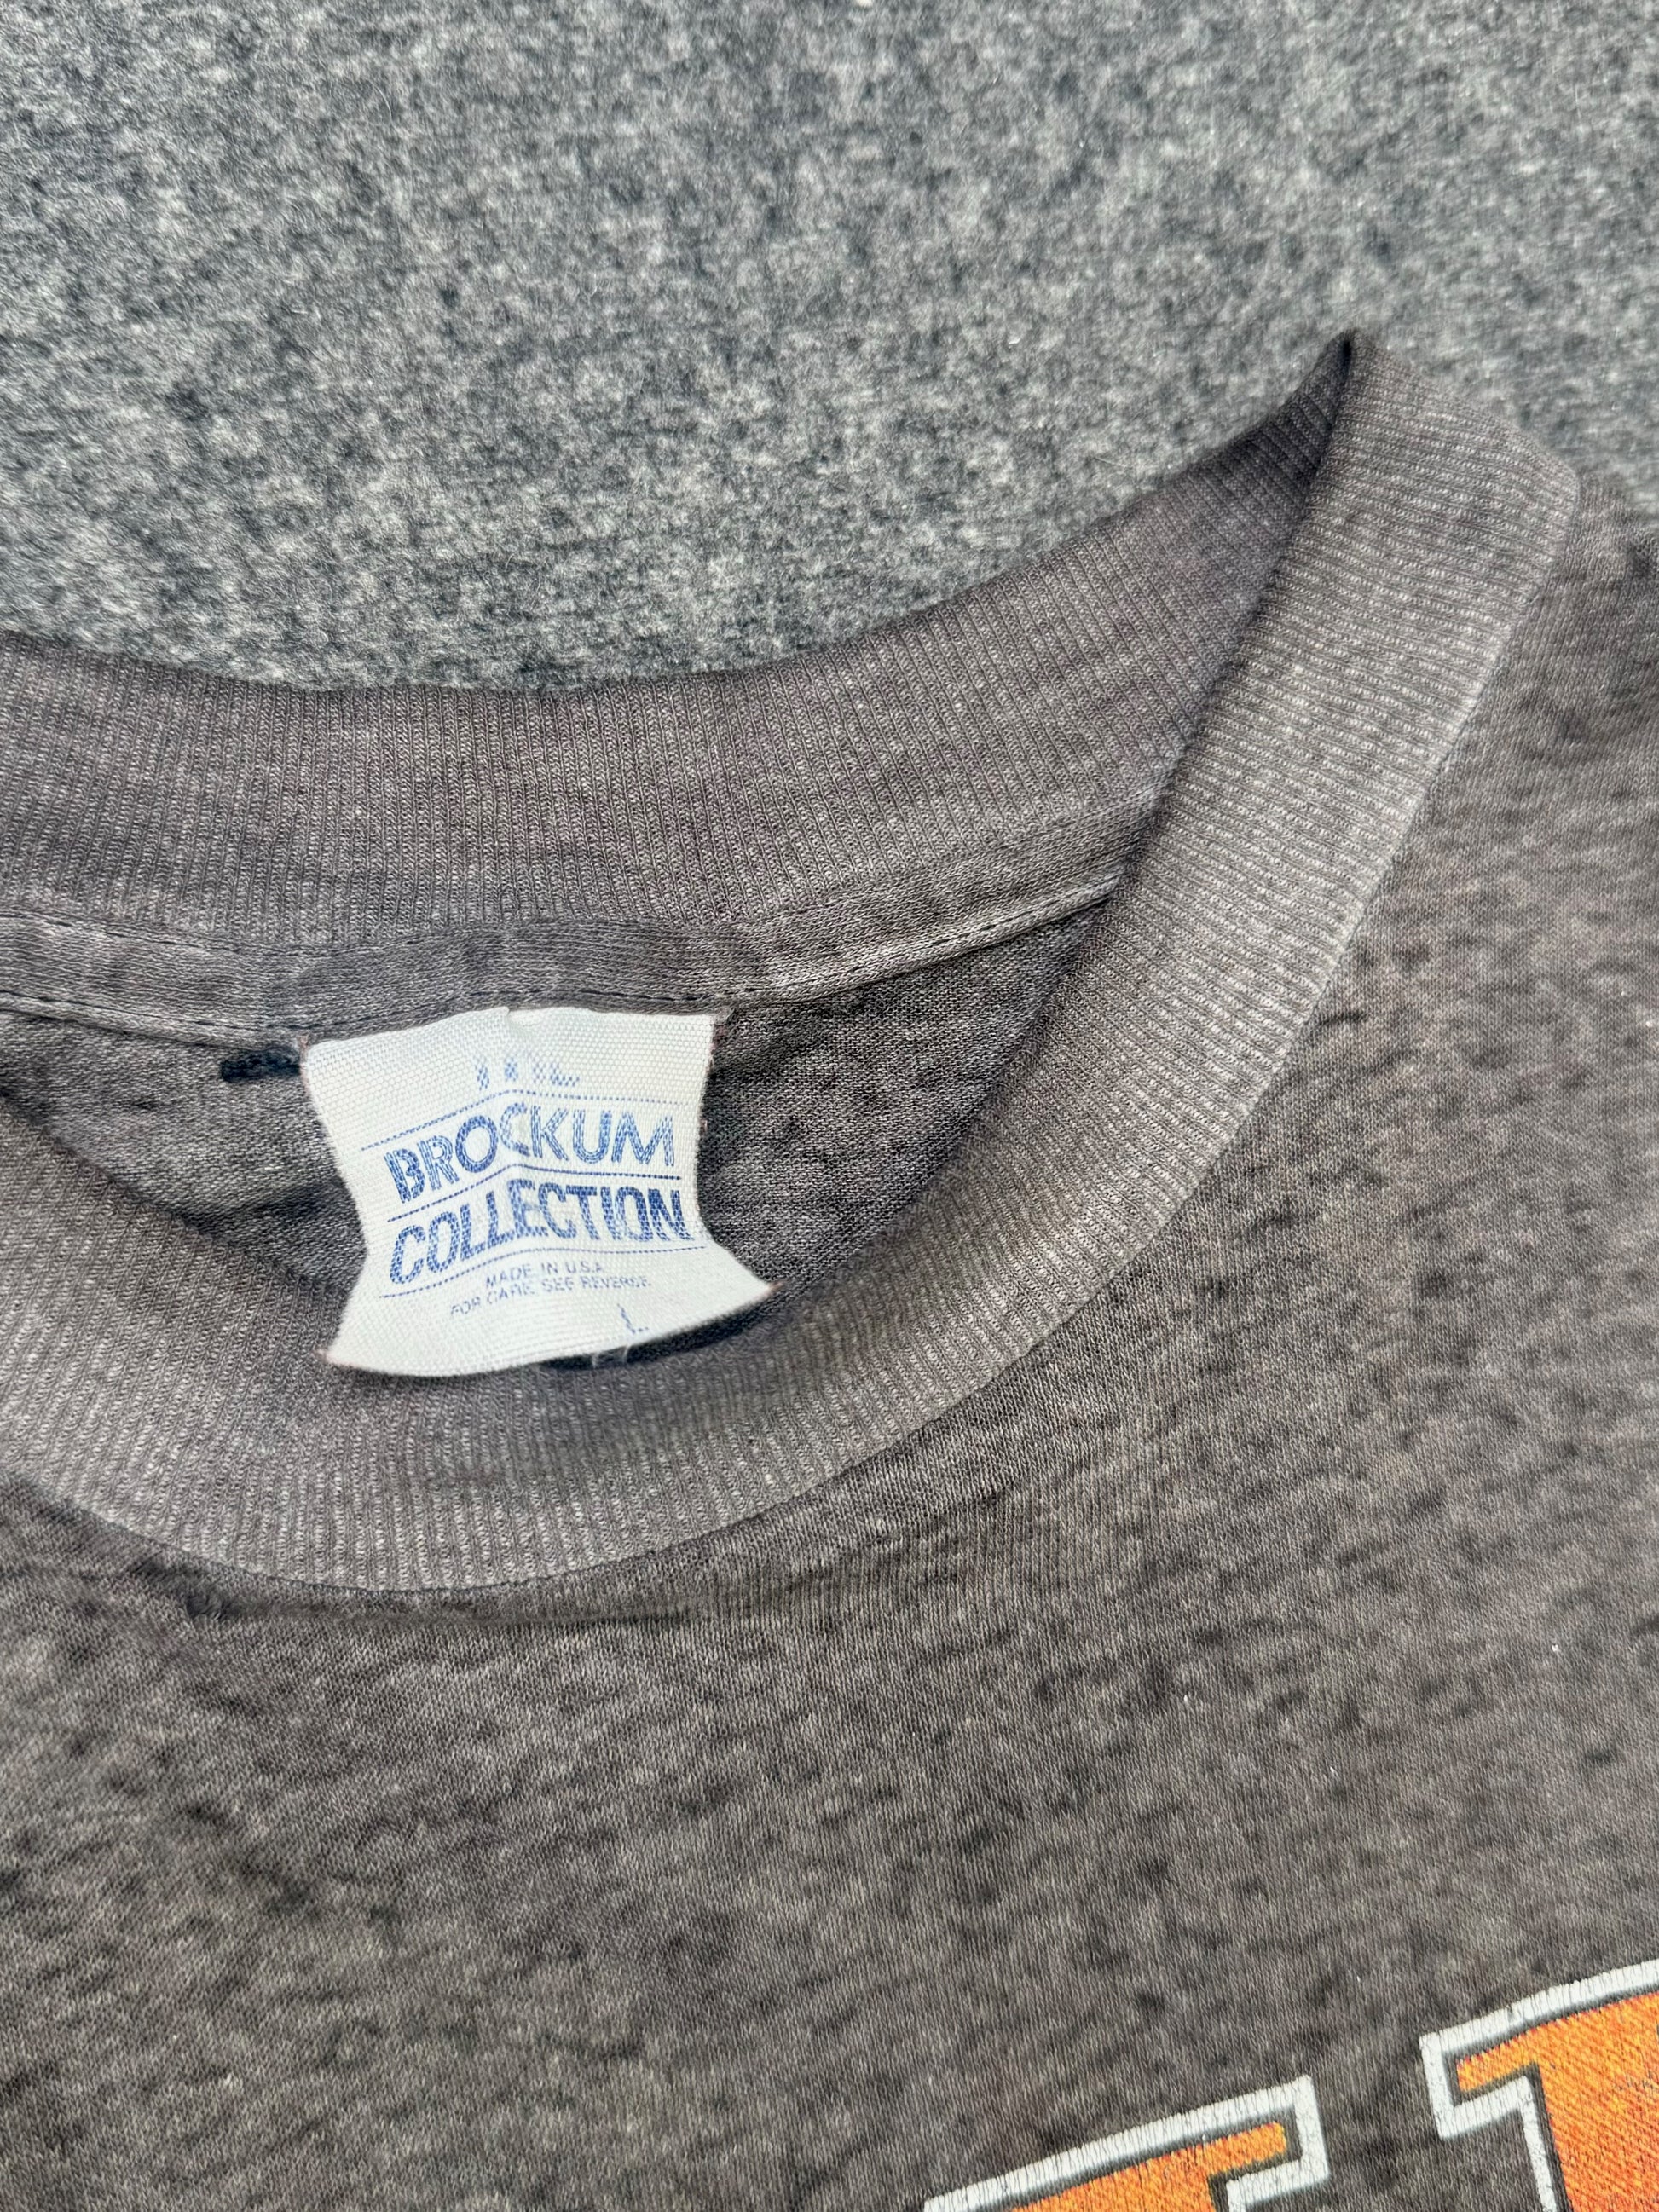 BROCKUM
COLLECTION
MADE IN U.S.A.
FOR CARE SEE REVERSE
L